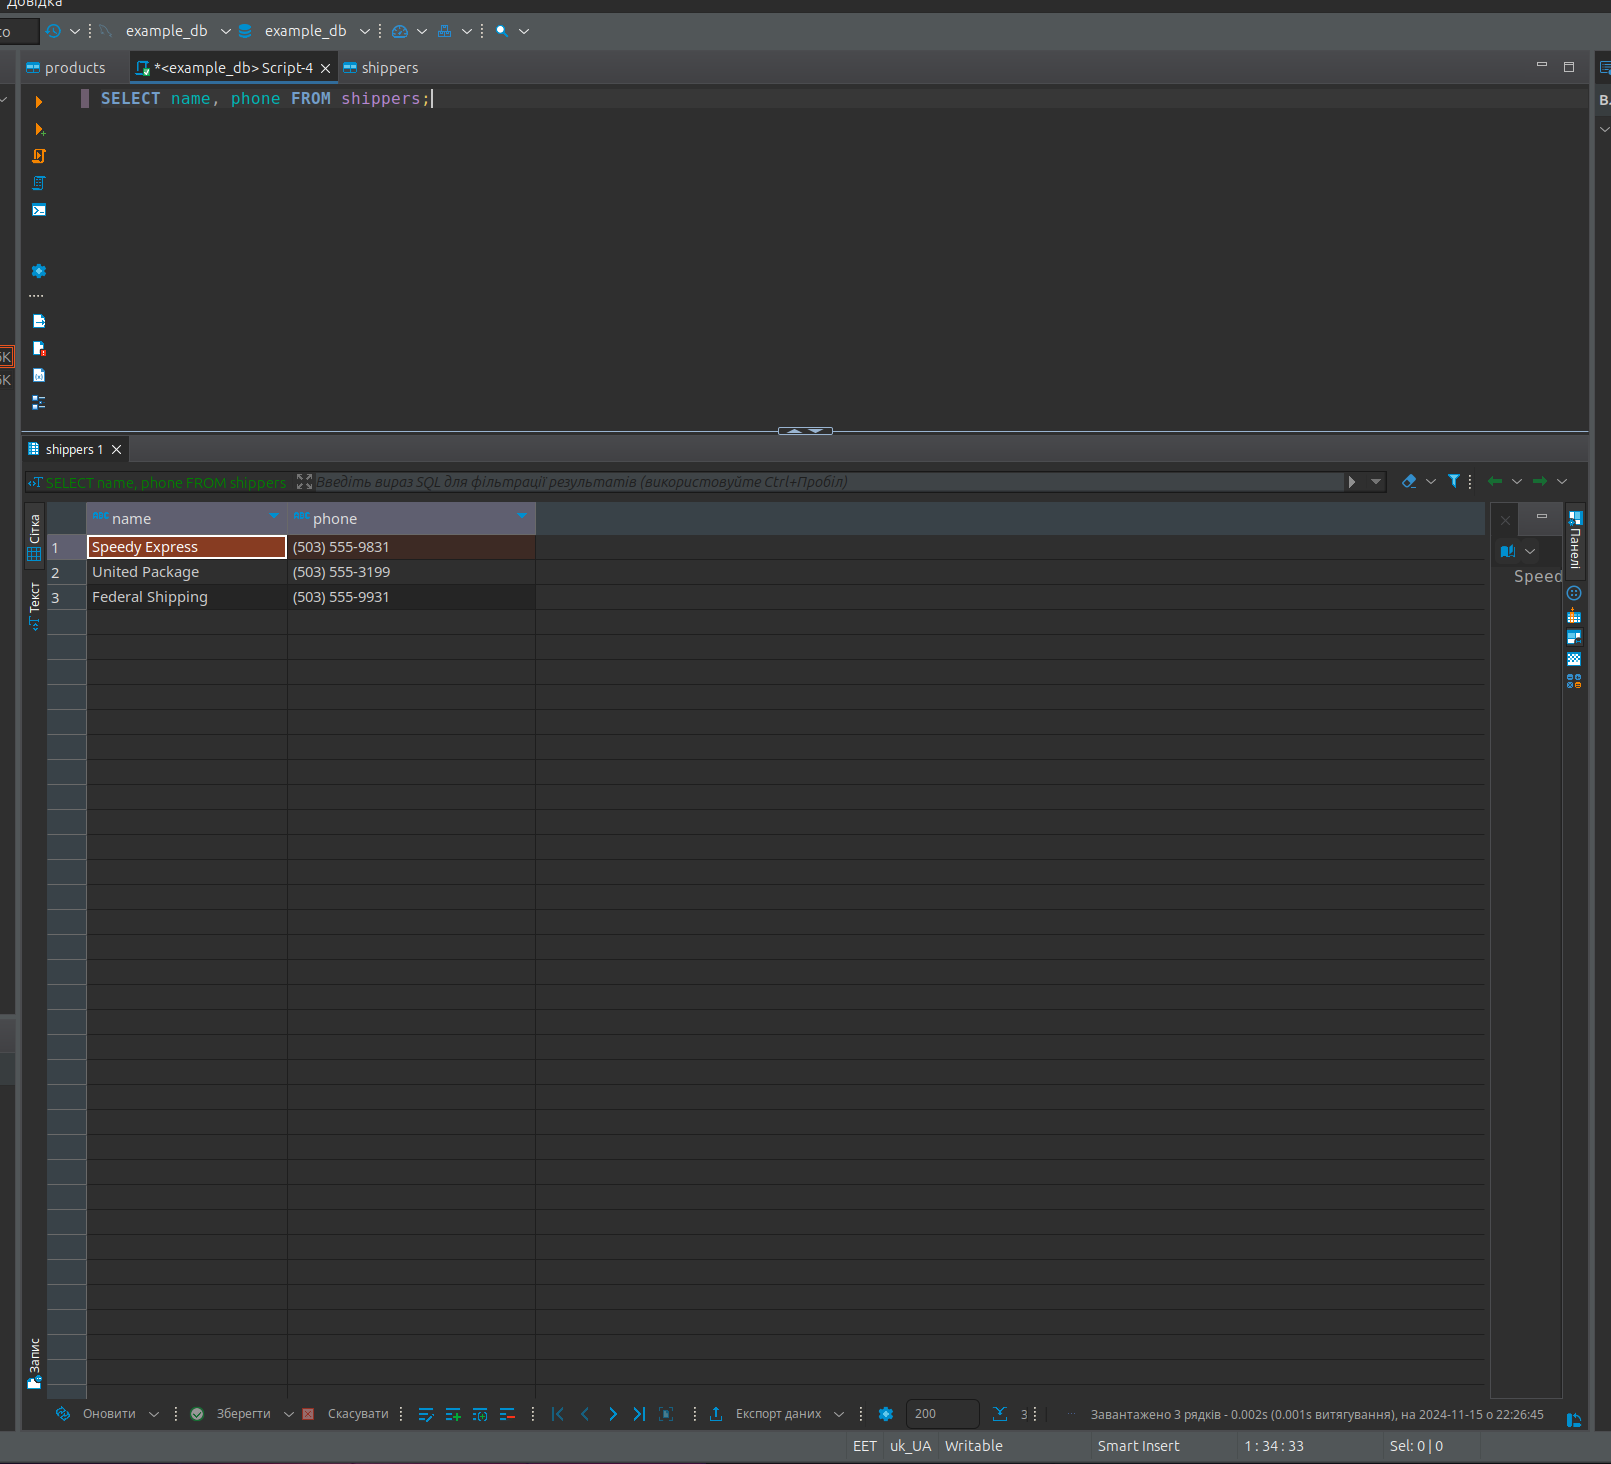 Довідка
example_db example_db
products *<example_db> Script-4 shippers
SELECT name, phone FROM shippers;
shippers 1
SELECT name, phone FROM shippers Введіть вираз SQL для фільтрації результатів (використовуйте Ctrl+Пробіл)
name phone
1 Speedy Express (503) 555-9831
2 United Package (503) 555-3199
3 Federal Shipping (503) 555-9931
Сітка
Текст
Запис
Панелі
Speed
Оновити Зберегти Скасувати Експорт даних 200 3 Завантажено 3 рядків - 0.002s (0.001s витягування), на 2024-11-15 о 22:26:45
EET uk_UA Writable Smart Insert 1 : 34 : 33 Sel: 0 | 0